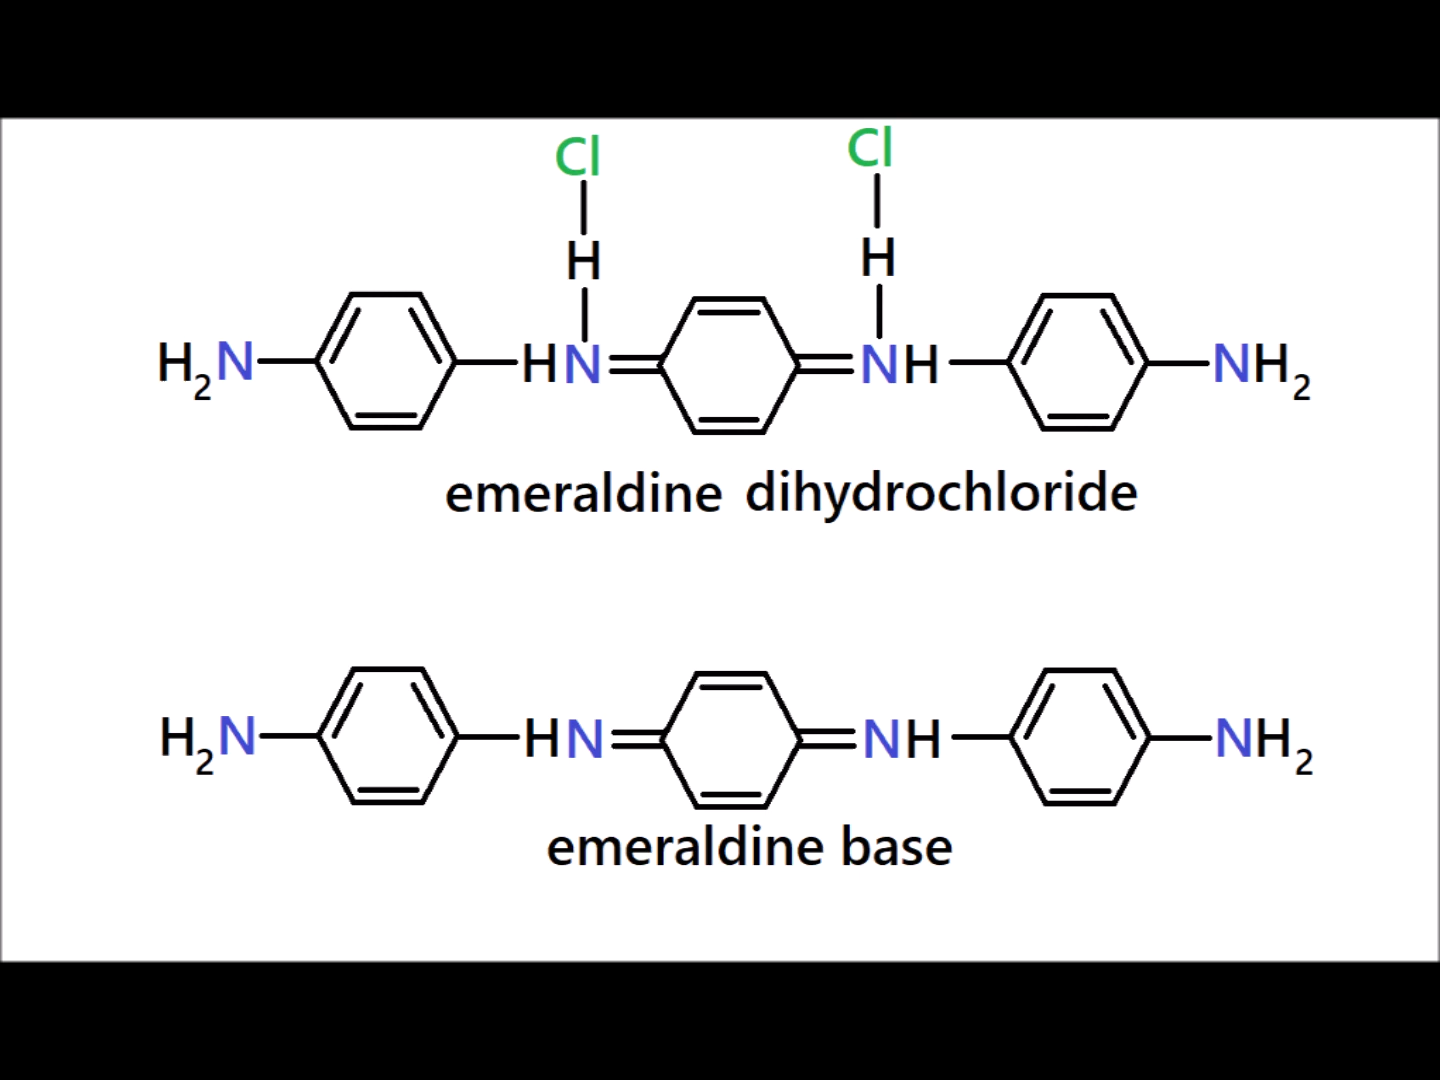 Cl Cl
H H
H₂N HN NH NH₂
emeraldine dihydrochloride
H₂N HN NH NH₂
emeraldine base